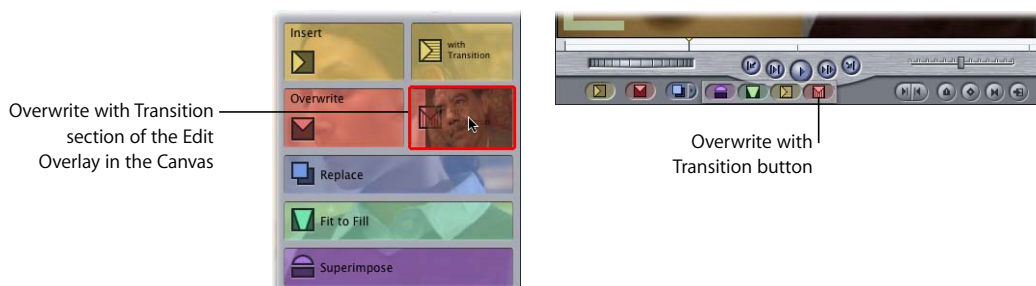 Insert
with
Transition
Overwrite
Overwrite with Transition
section of the Edit
Overlay in the Canvas
Replace
Fit to Fill
Superimpose
Overwrite with
Transition button